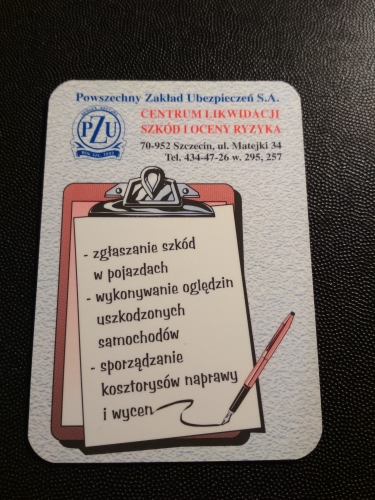 Powszechny Zakład Ubezpieczeń S.A.
CENTRUM LIKWIDACJI
SZKÓD I OCENY RYZYKA
PZU
70-952 Szczecin, ul. Matejki 34
Tel. 434-47-26 w. 295, 257
- zgłaszanie szkód
w pojazdach
- wykonywanie oględzin
uszkodzonych
samochodów
- sporządzanie
kosztorysów naprawy
i wycen